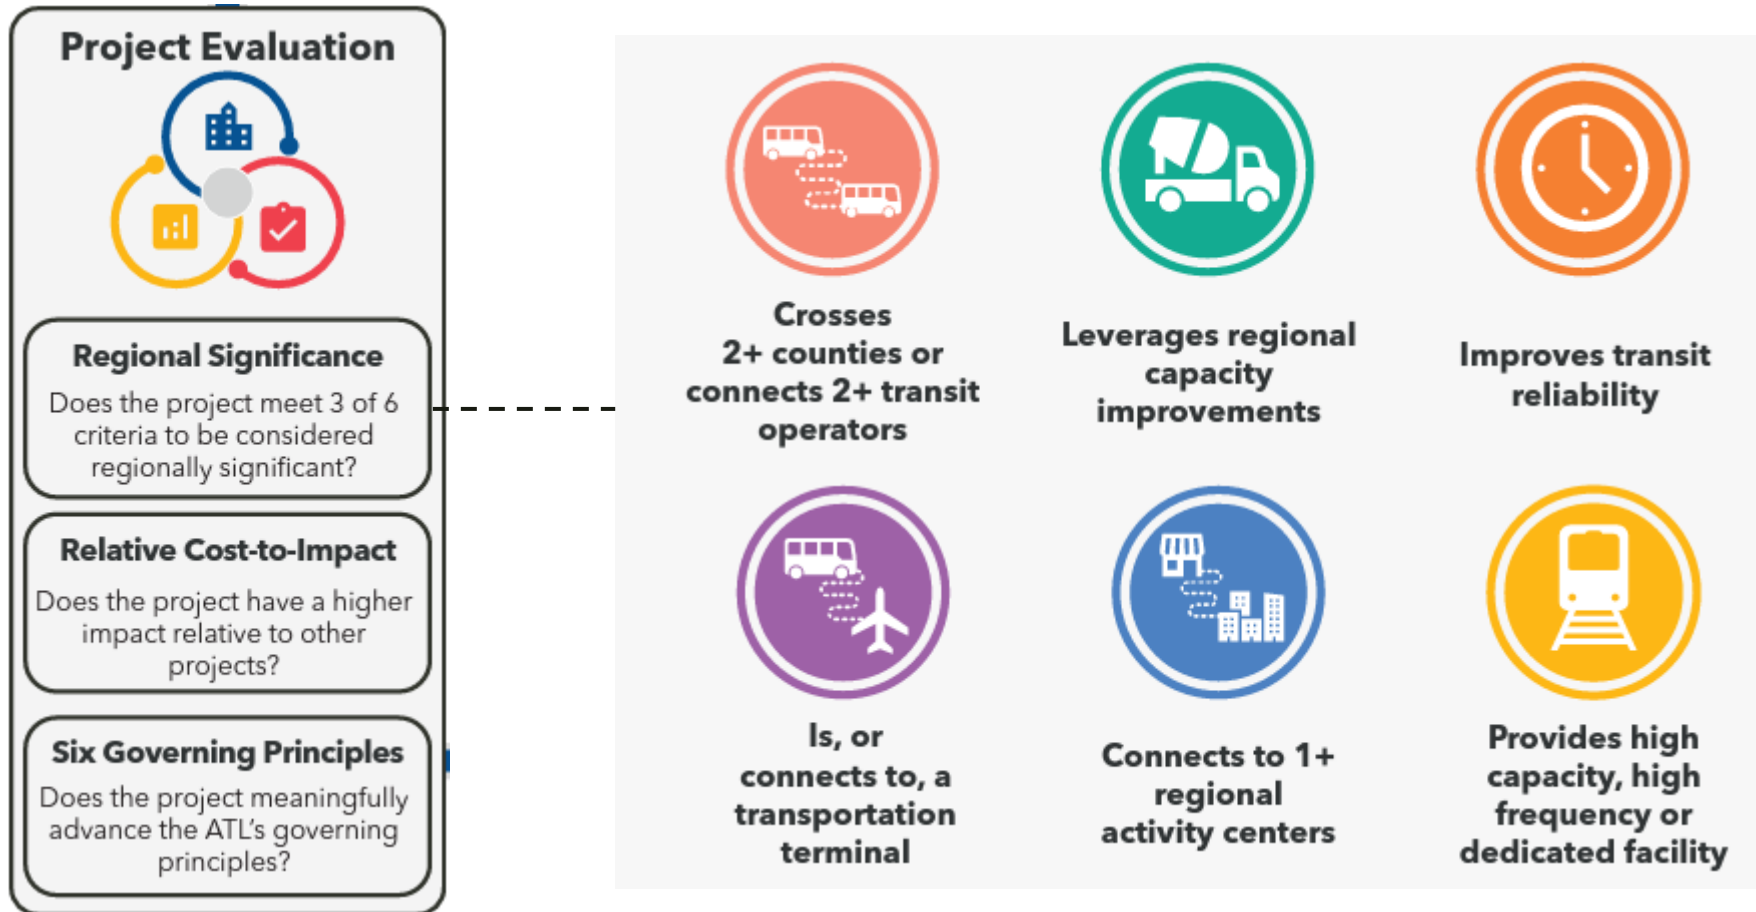 Project Evaluation
Regional Significance
Does the project meet 3 of 6
criteria to be considered
regionally significant?
Relative Cost-to-Impact
Does the project have a higher
impact relative to other
projects?
Six Governing Principles
Does the project meaningfully
advance the ATL's governing
principles?
Crosses
2+ counties or
connects 2+ transit
operators
Leverages regional
capacity
improvements
Improves transit
reliability
Is, or
connects to, a
transportation
terminal
Connects to 1+
regional
activity centers
Provides high
capacity, high
frequency or
dedicated facility